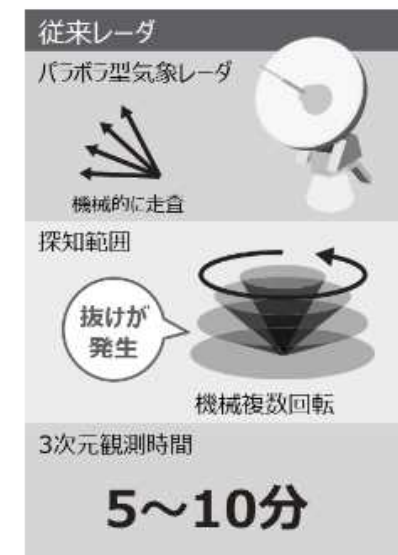 従来レーダ
パラボラ型気象レーダ
機械的に走査
探知範囲
抜けが
発生
機械複数回転
3次元観測時間
5～10分